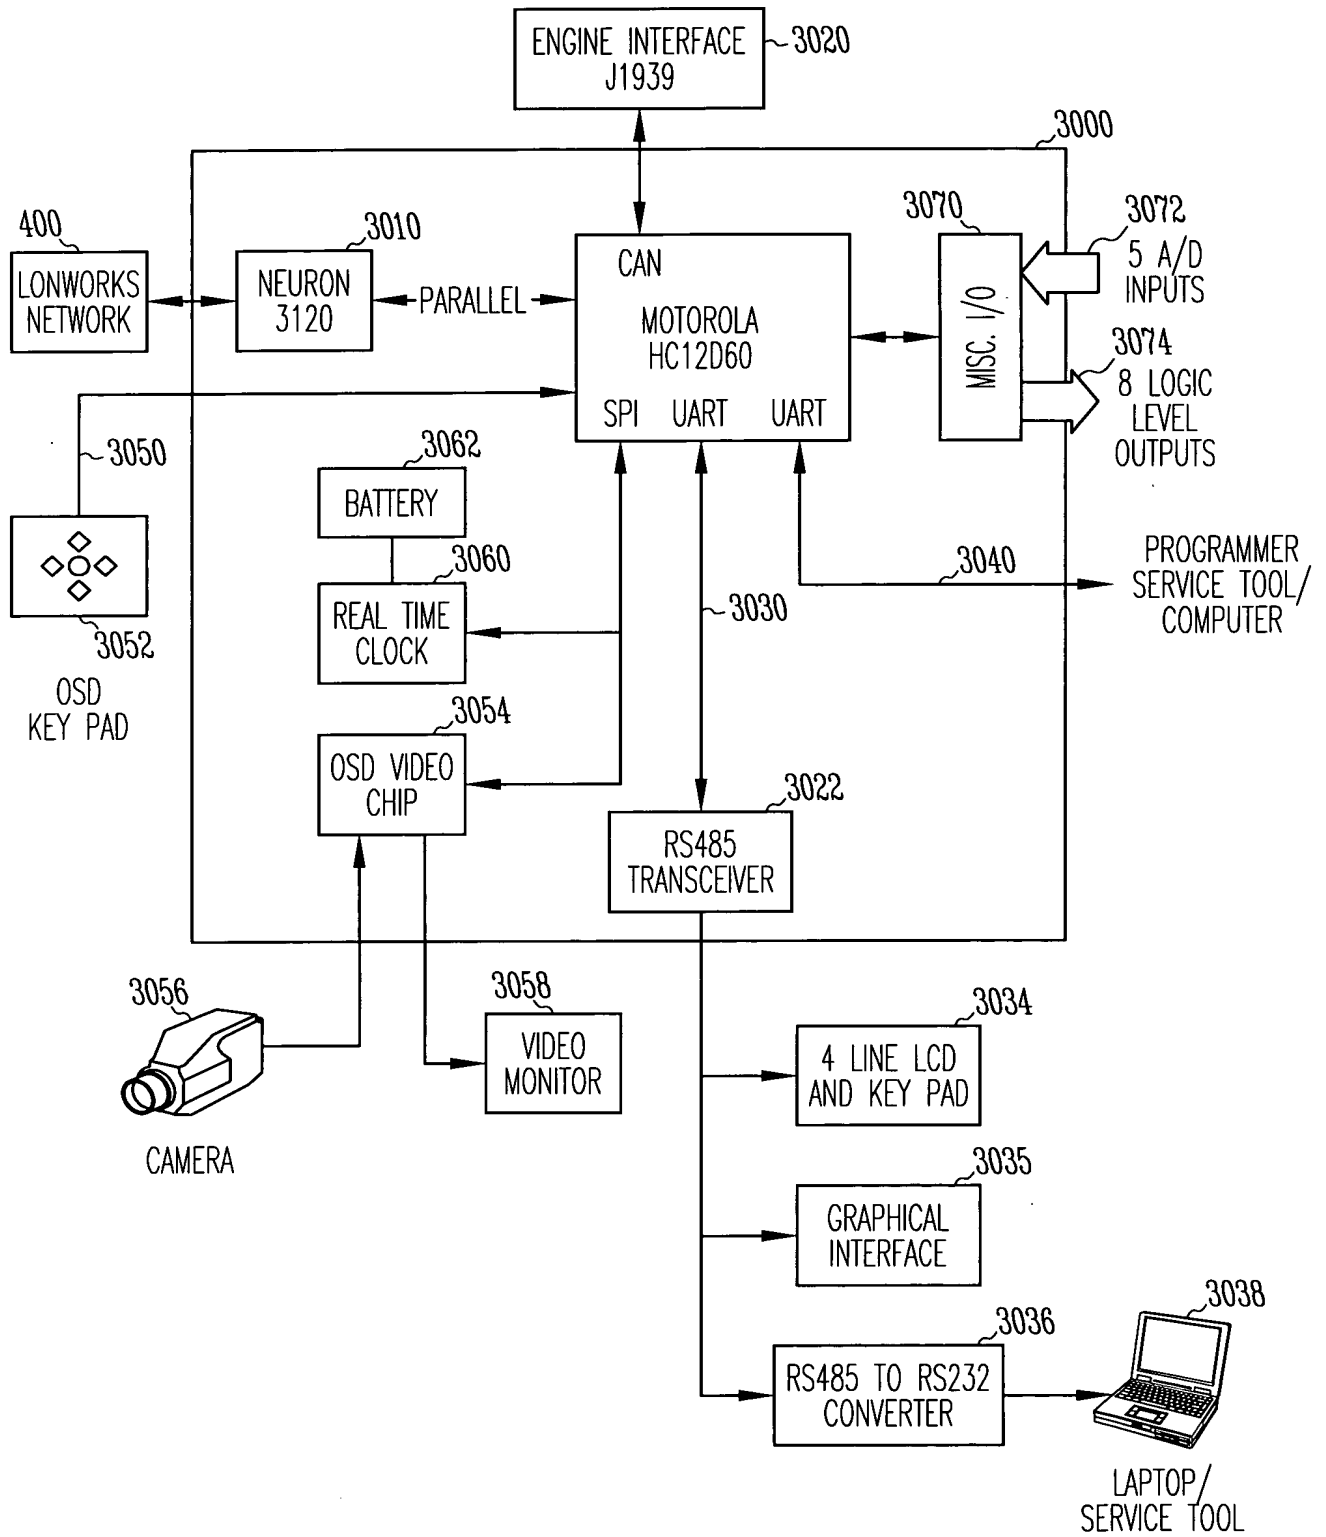 ENGINE INTERFACE
J1939
3020
3000
400
LONWORKS
NETWORK
3010
NEURON
3120
PARALLEL
CAN
MOTOROLA
HC12D60
SPI UART UART
3070
MISC. I/O
3072
5 A/D
INPUTS
3074
8 LOGIC
LEVEL
OUTPUTS
3050
3062
BATTERY
3060
REAL TIME
CLOCK
3052
OSD
KEY PAD
3030
3040
PROGRAMMER
SERVICE TOOL/
COMPUTER
3054
OSD VIDEO
CHIP
3022
RS485
TRANSCEIVER
3056
CAMERA
3058
VIDEO
MONITOR
3034
4 LINE LCD
AND KEY PAD
3035
GRAPHICAL
INTERFACE
3036
RS485 TO RS232
CONVERTER
3038
LAPTOP/
SERVICE TOOL